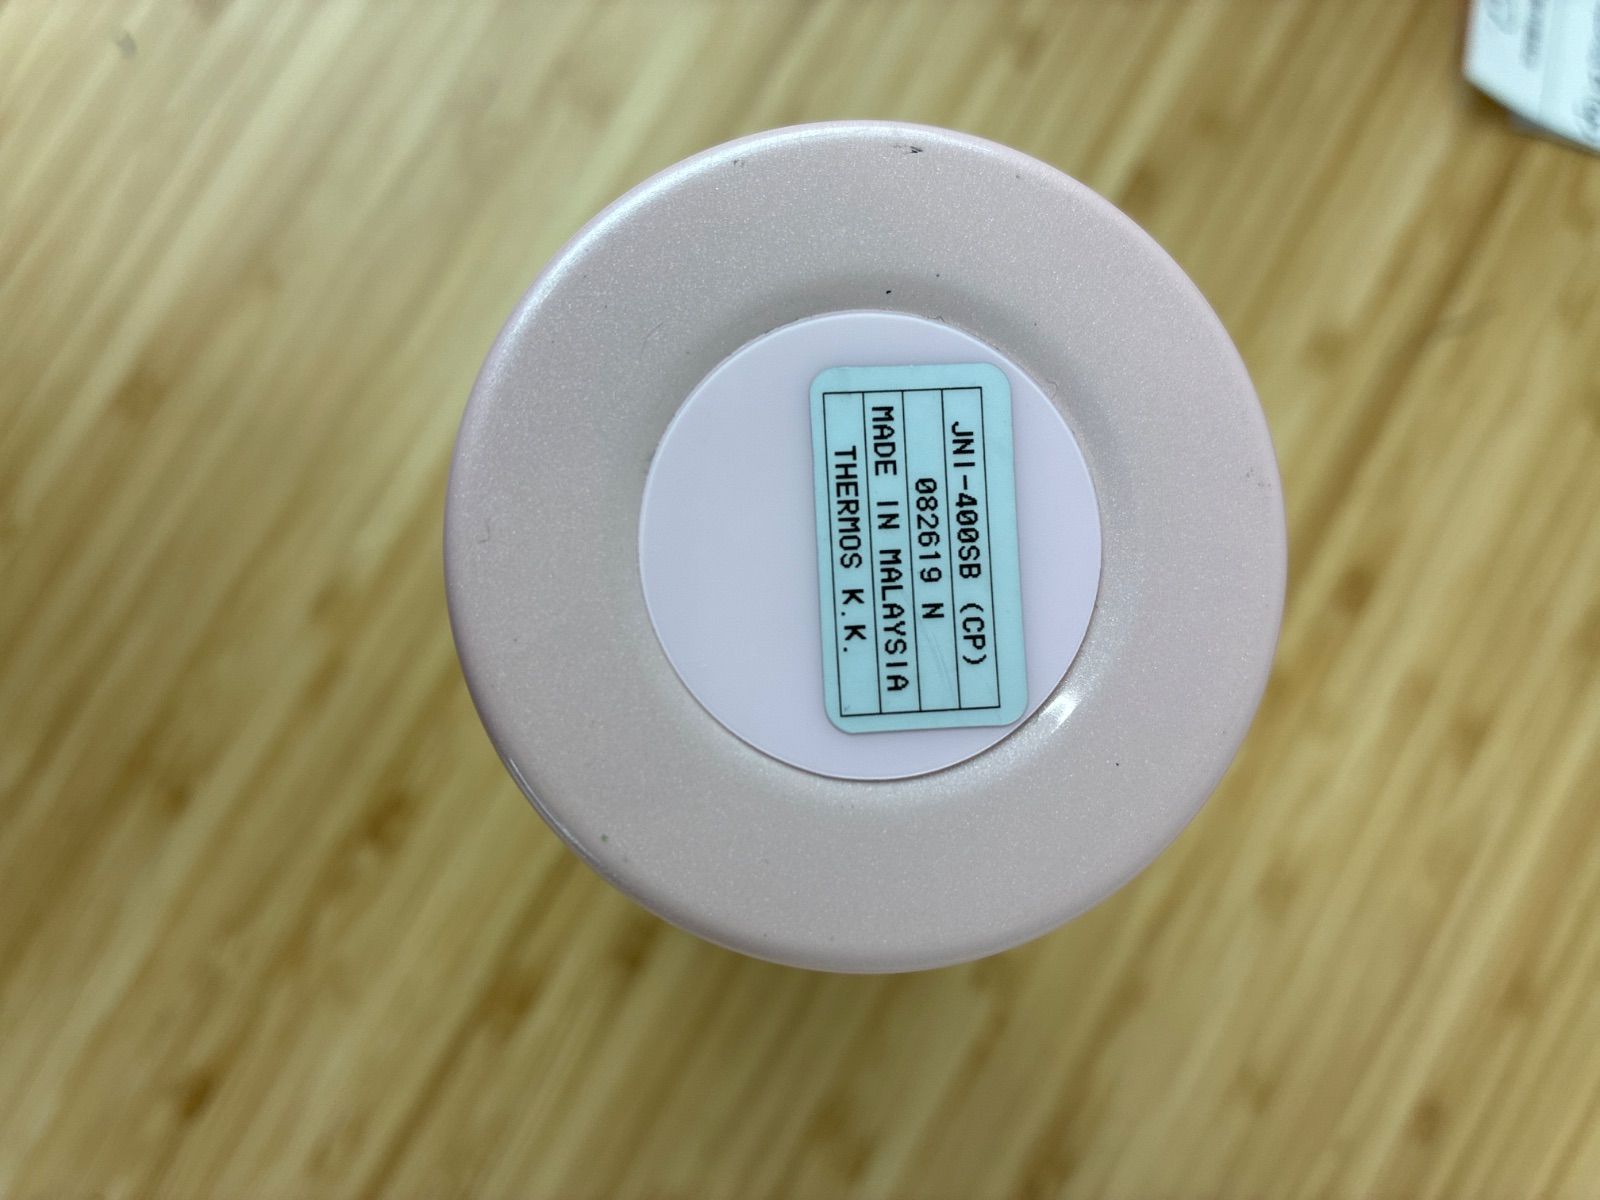 JNI-400SB (CP)
082619 N
MADE IN MALAYSIA
THERMOS K.K.